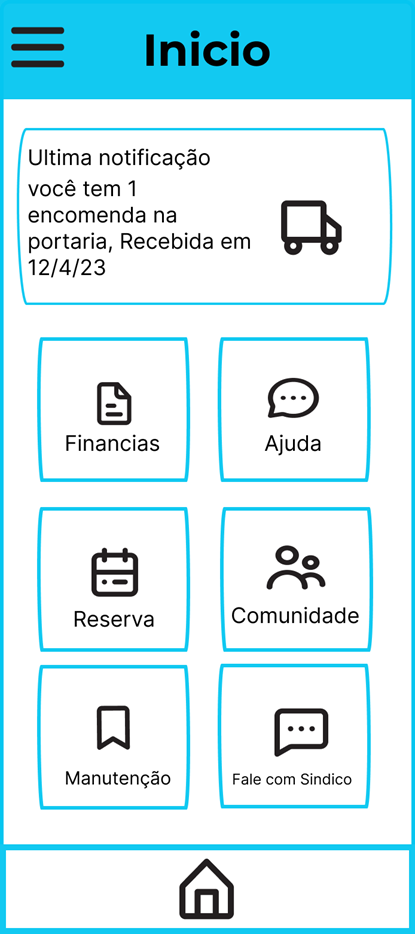 Inicio
Ultima notificação
você tem 1
encomenda na
portaria, Recebida em
12/4/23
Financias
Ajuda
Reserva
Comunidade
Manutenção
Fale com Sindico